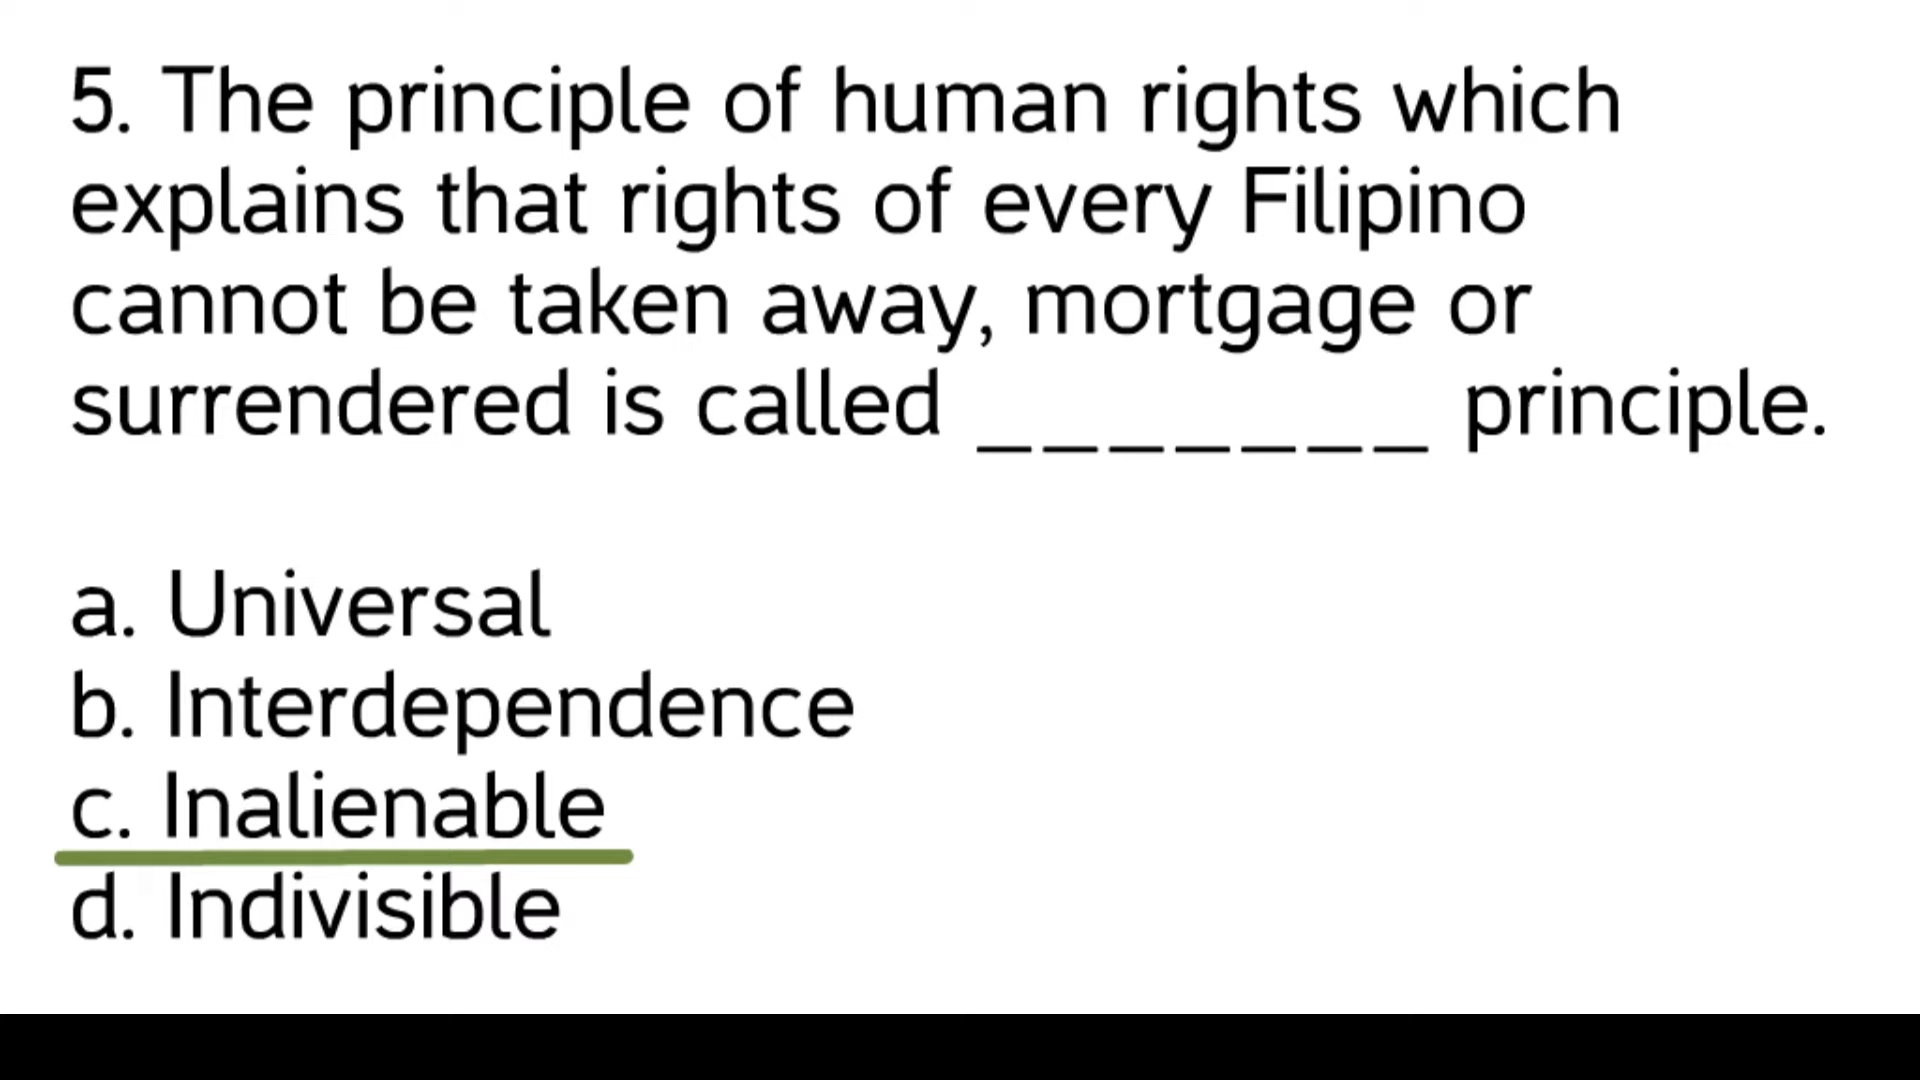 5. The principle of human rights which
explains that rights of every Filipino
cannot be taken away, mortgage or
surrendered is called _______ principle.
a. Universal
b. Interdependence
c. Inalienable
d. Indivisible